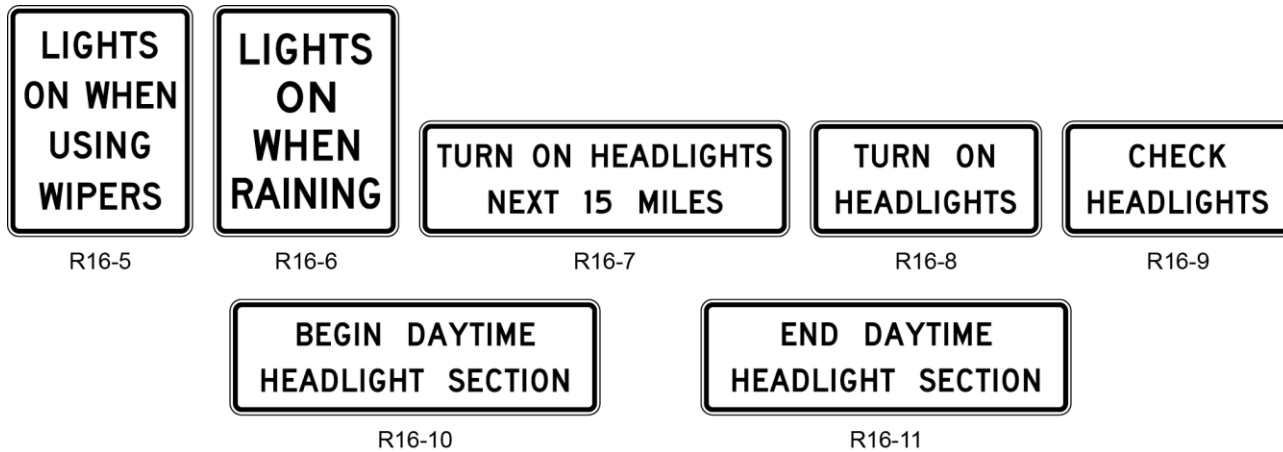 LIGHTS
ON WHEN
USING
WIPERS
R16-5
LIGHTS
ON
WHEN
RAINING
R16-6
TURN ON HEADLIGHTS
NEXT 15 MILES
R16-7
TURN ON
HEADLIGHTS
R16-8
CHECK
HEADLIGHTS
R16-9
BEGIN DAYTIME
HEADLIGHT SECTION
R16-10
END DAYTIME
HEADLIGHT SECTION
R16-11